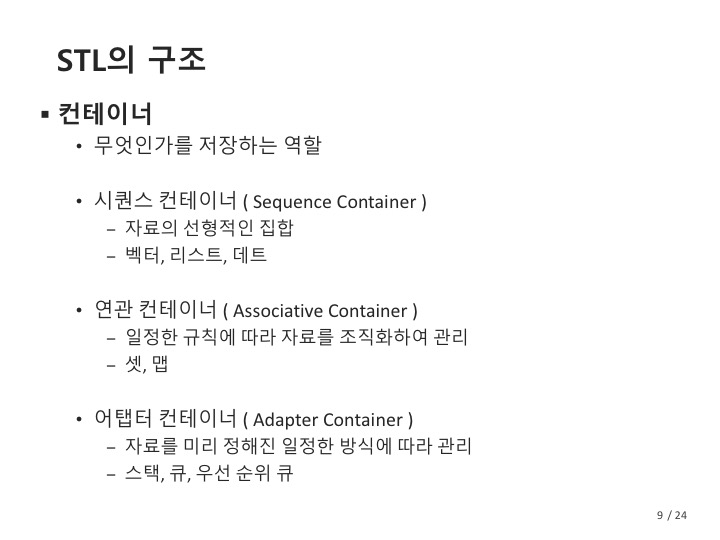 STL의 구조
▪ 컨테이너
• 무엇인가를 저장하는 역할
• 시퀀스 컨테이너 ( Sequence Container )
– 자료의 선형적인 집합
– 벡터, 리스트, 데트
• 연관 컨테이너 ( Associative Container )
– 일정한 규칙에 따라 자료를 조직화하여 관리
– 셋, 맵
• 어탭터 컨테이너 ( Adapter Container )
– 자료를 미리 정해진 일정한 방식에 따라 관리
– 스택, 큐, 우선 순위 큐
9 / 24